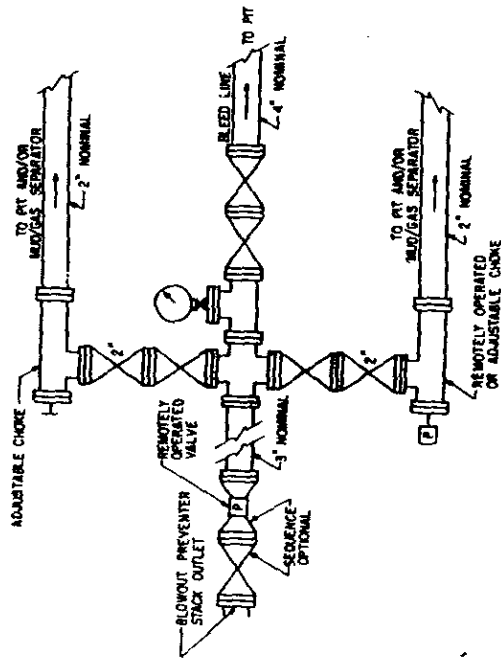 ADJUSTABLE CHOKE
TO PIT AND/OR
MUD/GAS SEPARATOR
2" NOMINAL
2"
BLEED LINE
TO PIT
4" NOMINAL
BLOWOUT PREVENTER
STACK OUTLET
REMOTELY
OPERATED
VALVE
P
SEQUENCE-
OPTIONAL
3" NOMINAL
2"
TO PIT AND/OR
MUD/GAS SEPARATOR
2" NOMINAL
P
REMOTELY OPERATED
OR ADJUSTABLE CHOKE